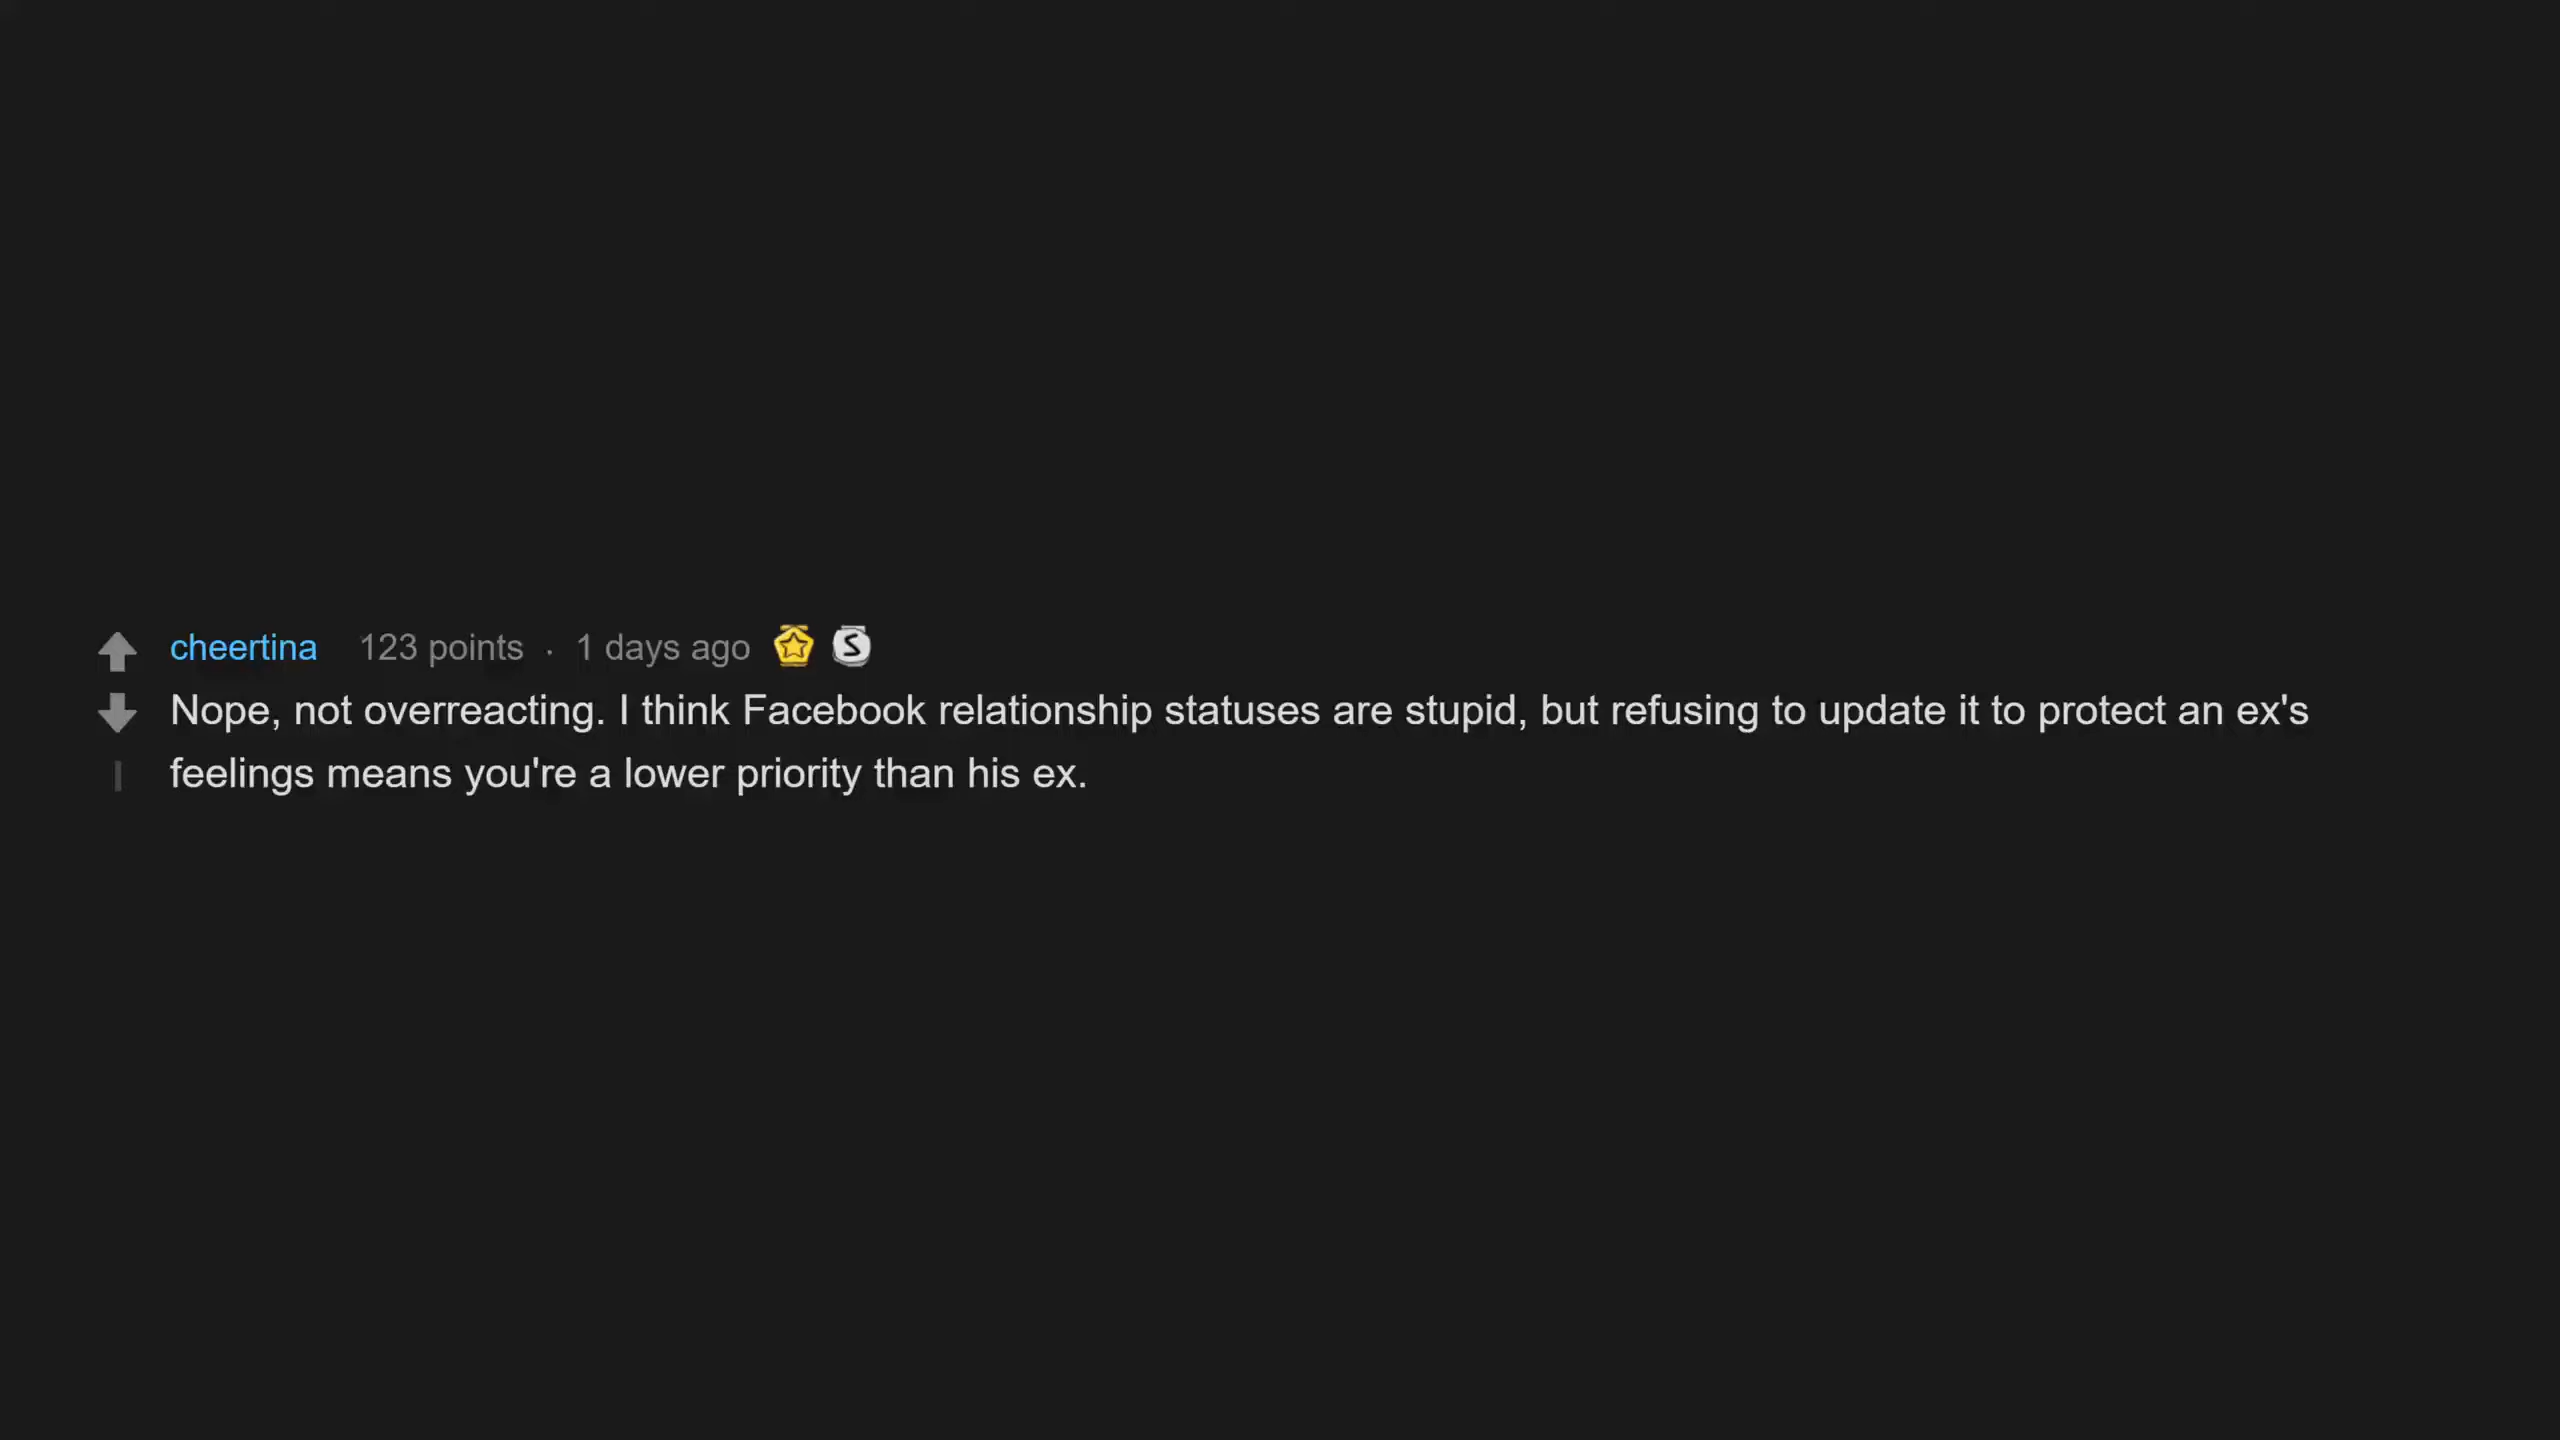 cheertina 123 points · 1 days ago S
Nope, not overreacting. I think Facebook relationship statuses are stupid, but refusing to update it to protect an ex's
feelings means you're a lower priority than his ex.